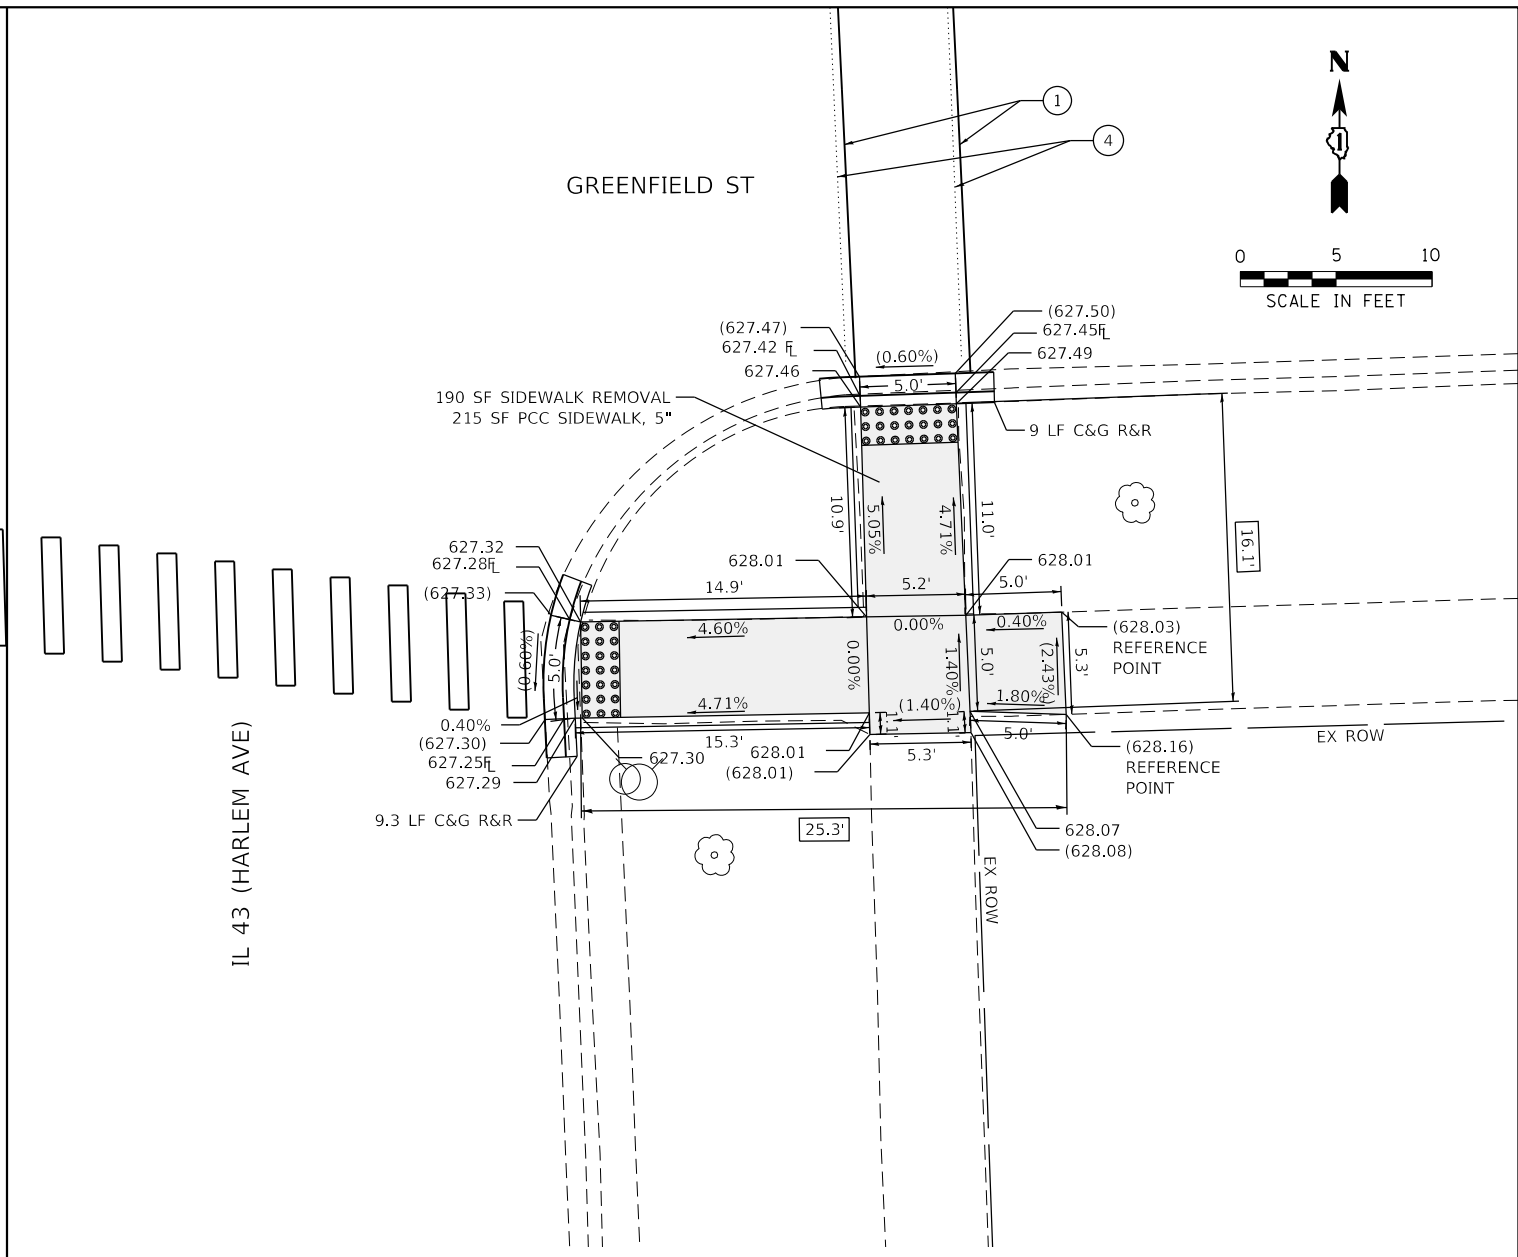 N
1
0 5 10
SCALE IN FEET
1
4
GREENFIELD ST
(627.47)
627.42 FL
627.46
(0.60%)
5.0'
(627.50)
627.45FL
627.49
190 SF SIDEWALK REMOVAL
215 SF PCC SIDEWALK, 5"
9 LF C&G R&R
10.9'
5.05%
4.71%
11.0'
16.1'
627.32
627.28FL
(627.33)
628.01
628.01
14.9'
5.2'
5.0'
4.60%
0.00%
0.40%
(628.03)
REFERENCE
POINT
(0.60%)
5.0'
0.00%
1.40%
5.0'
(2.43%)
5.3'
4.71%
(1.40%)
1.80%
1.1'
1.1'
0.40%
(627.30)
627.25FL
627.29
15.3'
627.30
628.01
(628.01)
5.3'
5.0'
(628.16)
REFERENCE
POINT
EX ROW
9.3 LF C&G R&R
25.3'
628.07
(628.08)
EX ROW
IL 43 (HARLEM AVE)